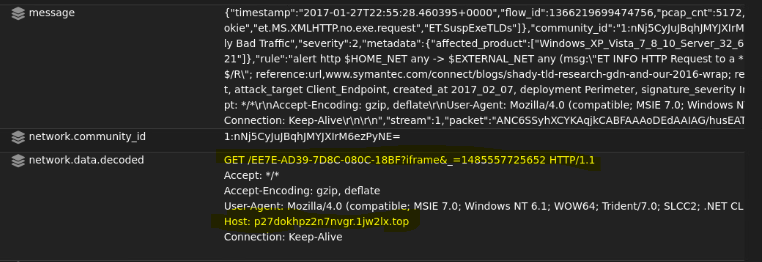 message
{"timestamp":"2017-01-27T22:55:28.460395+0000","flow_id":1366219699474756,"pcap_cnt":5172,
okie","et.MS.XMLHTTP.no.exe.request","ET.SuspExeTLDs"]},"community_id":"1:nNj5CyJuJBqhJMYJXIrM
ly Bad Traffic","severity":2,"metadata":{"affected_product":["Windows_XP_Vista_7_8_10_Server_32_6
21"]},"rule":"alert http $HOME_NET any -> $EXTERNAL_NET any (msg:\"ET INFO HTTP Request to a *
$/R\"; reference:url,www.symantec.com/connect/blogs/shady-tld-research-gdn-and-our-2016-wrap; re
t, attack_target Client_Endpoint, created_at 2017_02_07, deployment Perimeter, signature_severity I
pt: */*\r\nAccept-Encoding: gzip, deflate\r\nUser-Agent: Mozilla/4.0 (compatible; MSIE 7.0; Windows N
Connection: Keep-Alive\r\n\r\n","stream":1,"packet":"ANC6SSyhXCYKAqjkCABFAAAoDEdAAIAG/husEAT
network.community_id
1:nNj5CyJuJBqhJMYJXIrM6ezPyNE=
network.data.decoded
GET /EE7E-AD39-7D8C-080C-18BF?iframe&_=1485557725652 HTTP/1.1
Accept: */*
Accept-Encoding: gzip, deflate
User-Agent: Mozilla/4.0 (compatible; MSIE 7.0; Windows NT 6.1; WOW64; Trident/7.0; SLCC2; .NET CL
Host: p27dokhpz2n7nvgr.1jw2lx.top
Connection: Keep-Alive